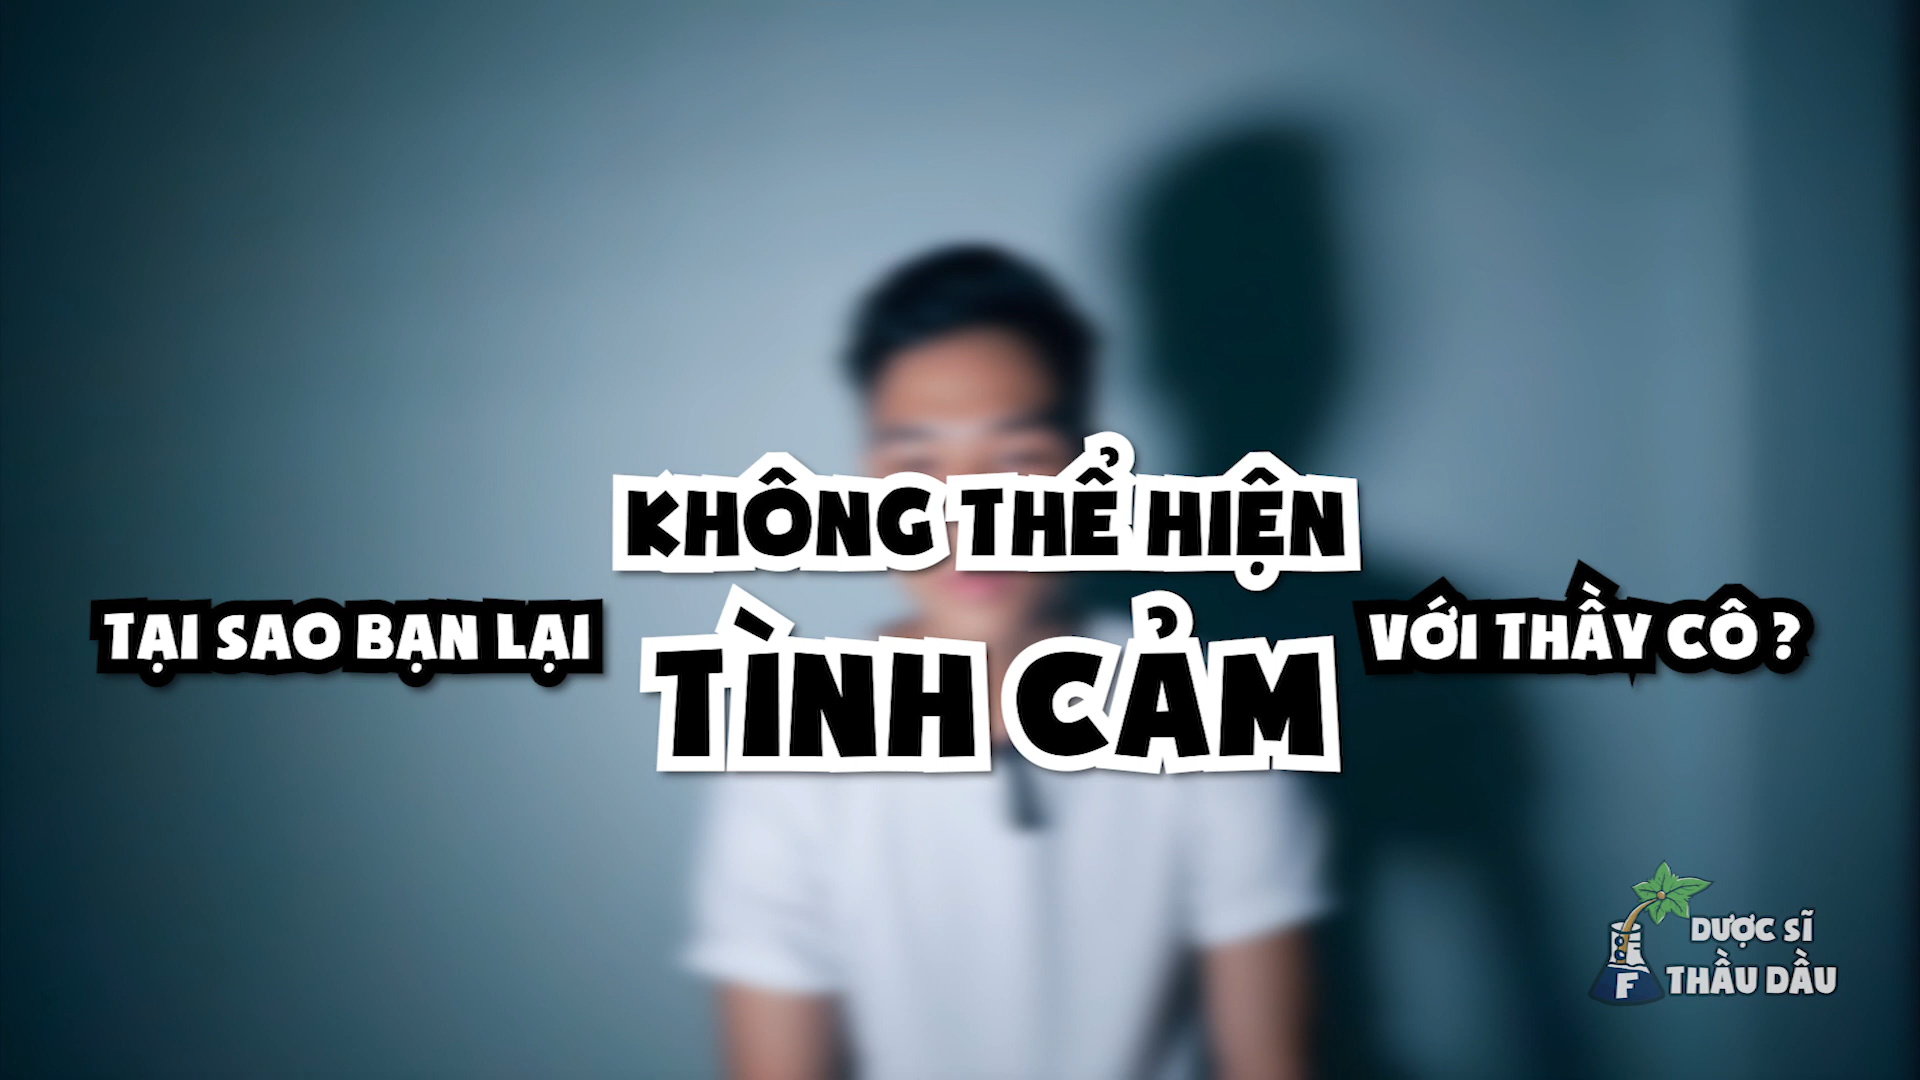 TẠI SAO BẠN LẠI
KHÔNG THỂ HIỆN
TÌNH CẢM
VỚI THẦY CÔ ?
F
DƯỢC SĨ
THẦU DẦU